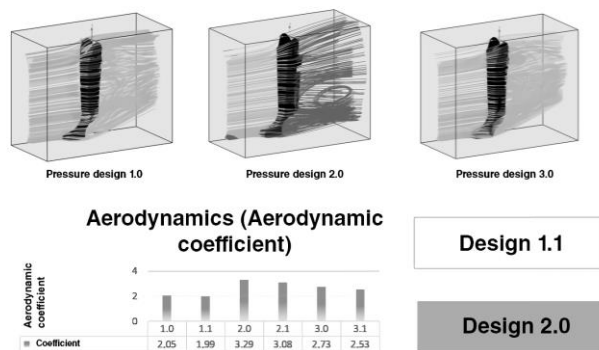 Pressure design 1.0
Pressure design 2.0
Pressure design 3.0
Aerodynamics (Aerodynamic
coefficient)
Aerodynamic
coefficient
4
2
0
1.0 1.1 2.0 2.1 3.0 3.1
Coefficient 2,05 1,99 3.29 3.08 2,73 2,53
Design 1.1
Design 2.0